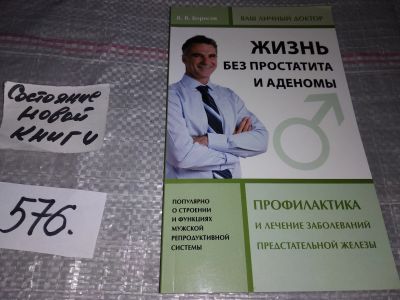 В. В. Борисов
ВАШ ЛИЧНЫЙ ДОКТОР
ЖИЗНЬ
БЕЗ ПРОСТАТИТА
И АДЕНОМЫ
Состояние
новой
книги
576.
ПОПУЛЯРНО
О СТРОЕНИИ
И ФУНКЦИЯХ
МУЖСКОЙ
РЕПРОДУКТИВНОЙ
СИСТЕМЫ
ПРОФИЛАКТИКА
И ЛЕЧЕНИЕ ЗАБОЛЕВАНИЙ
ПРЕДСТАТЕЛЬНОЙ ЖЕЛЕЗЫ